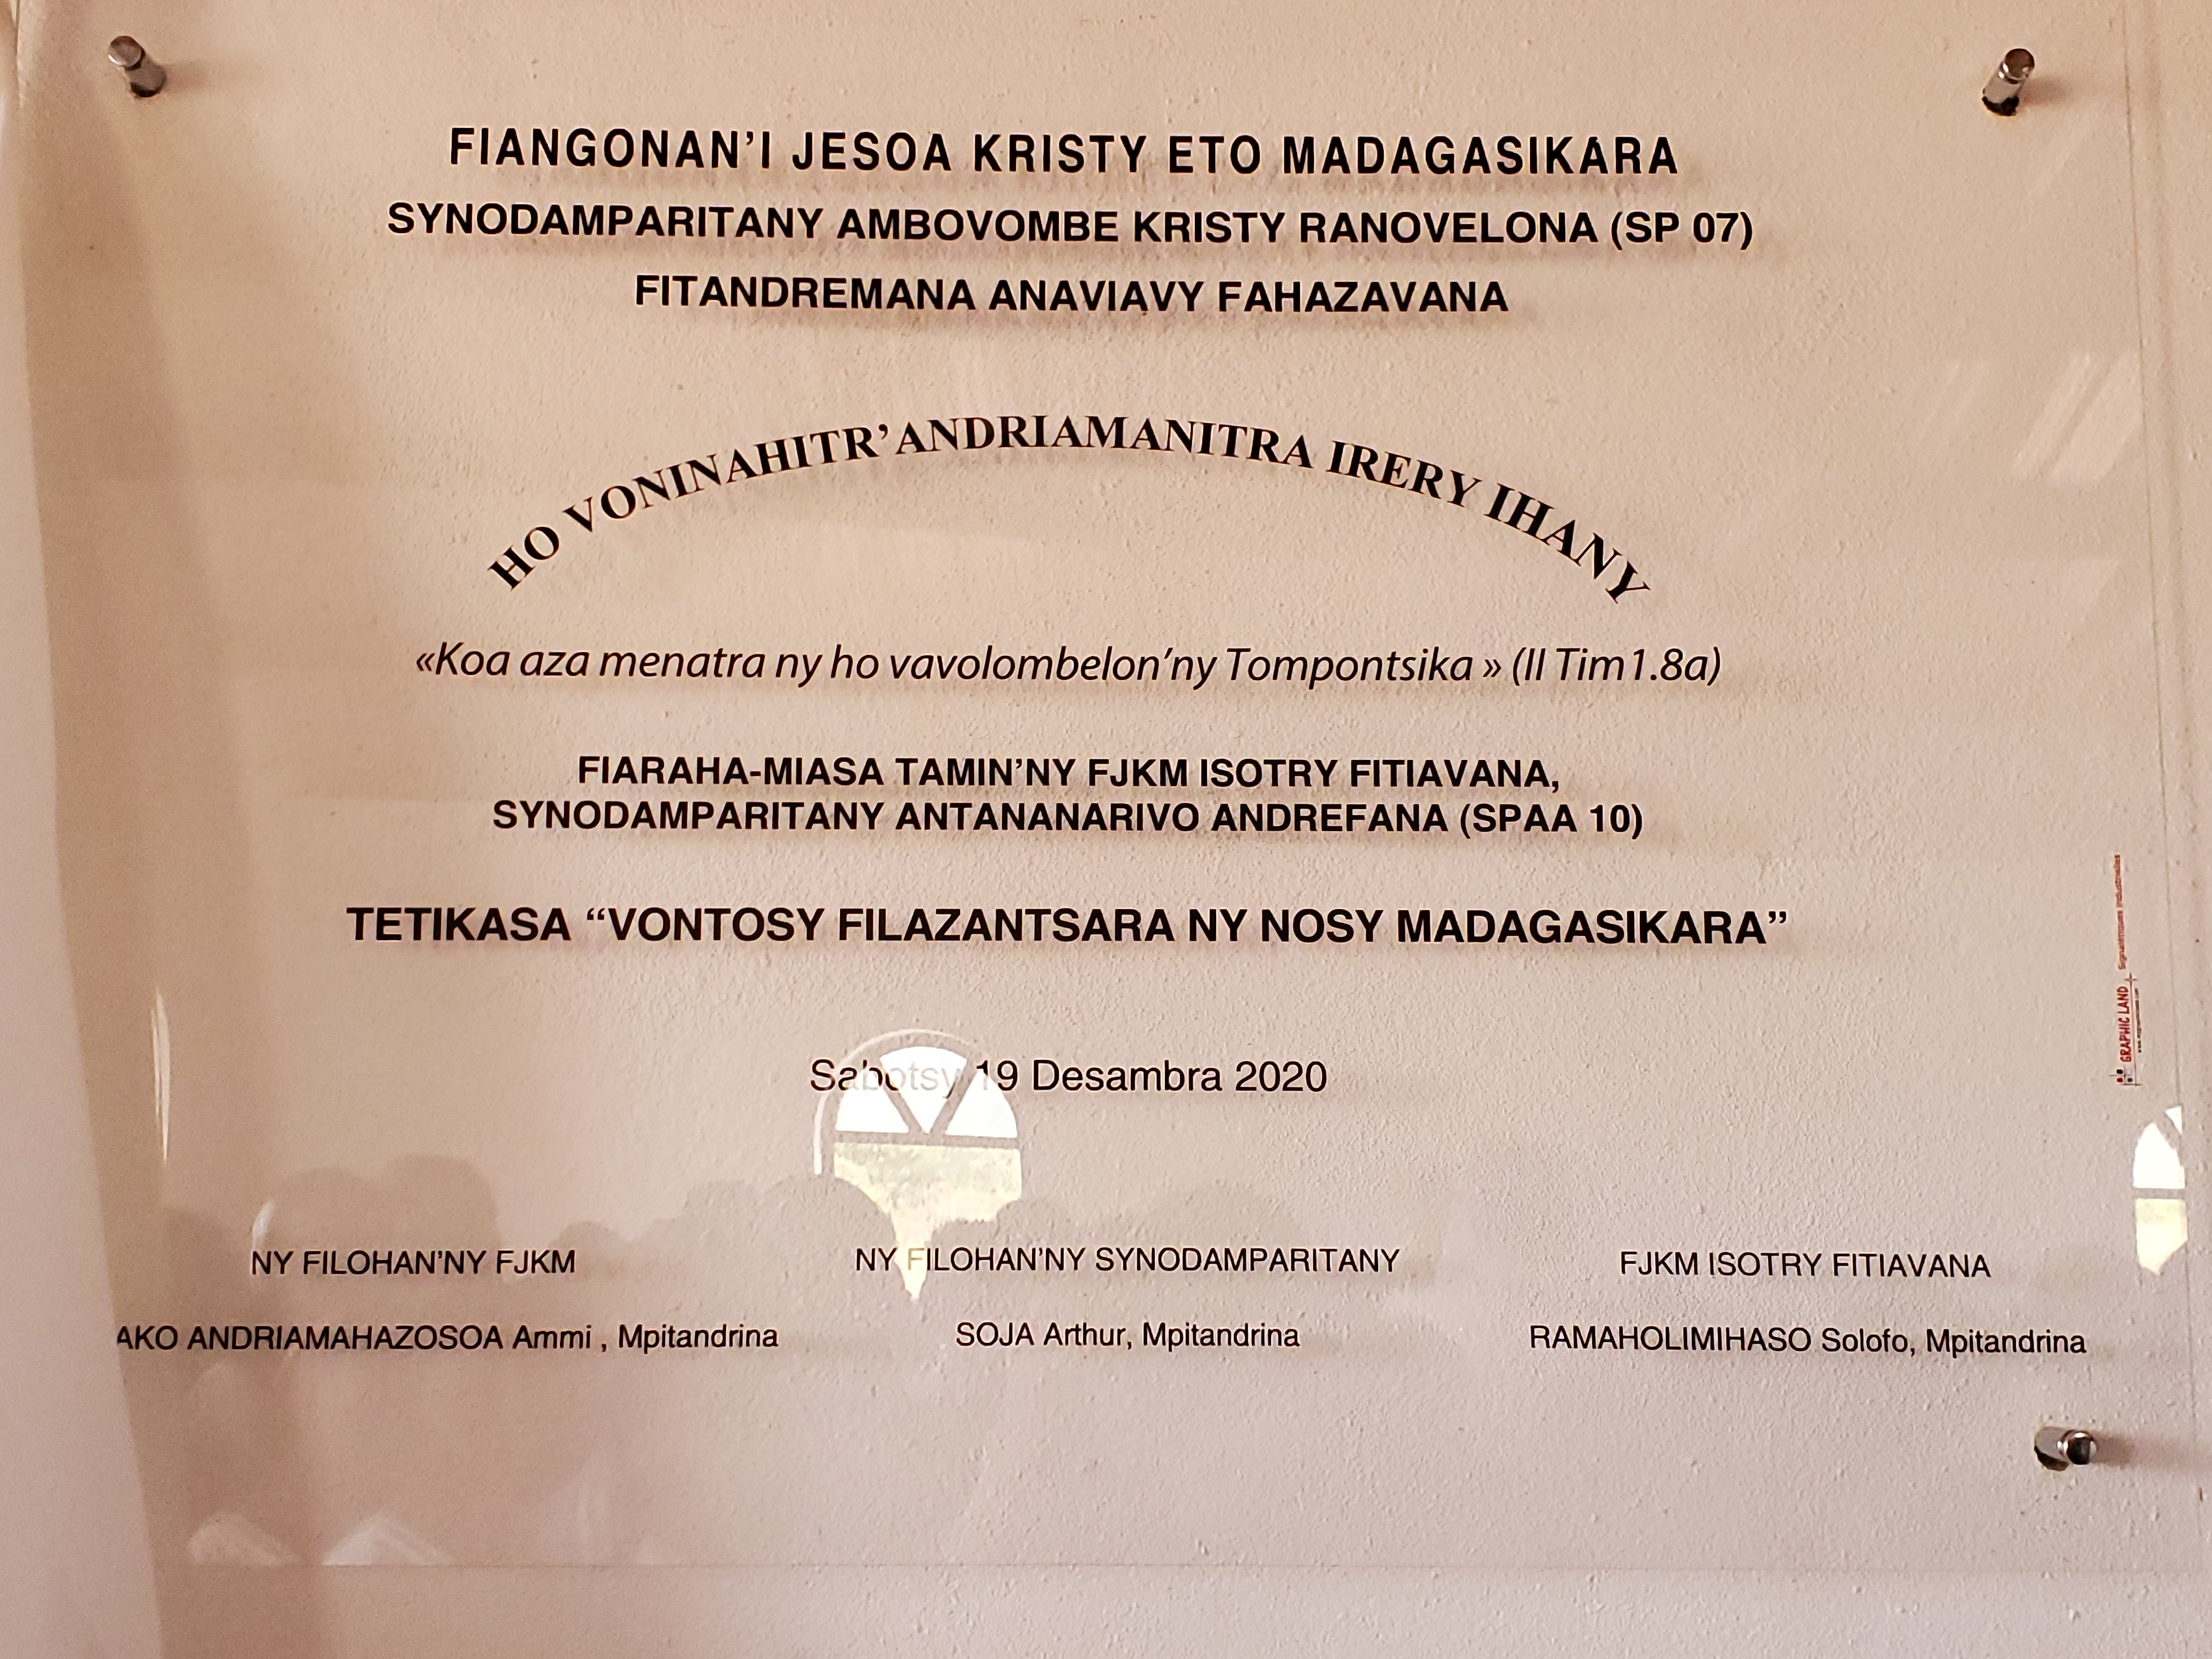 FIANGONAN'I JESOA KRISTY ETO MADAGASIKARA
SYNODAMPARITANY AMBOVOMBE KRISTY RANOVELONA (SP 07)
FITANDREMANA ANAVIAVY FAHAZAVANA
HO VONINAHITR'ANDRIAMANITRA IRERY IHANY
«Koa aza menatra ny ho vavolombelon'ny Tompontsika » (II Tim1.8a)
FIARAHA-MIASA TAMIN'NY FJKM ISOTRY FITIAVANA,
SYNODAMPARITANY ANTANANARIVO ANDREFANA (SPAA 10)
TETIKASA “VONTOSY FILAZANTSARA NY NOSY MADAGASIKARA”
Sabotsy 19 Desambra 2020
NY FILOHAN'NY FJKM
NY FILOHAN'NY SYNODAMPARITANY
FJKM ISOTRY FITIAVANA
AKO ANDRIAMAHAZOSOA Ammi , Mpitandrina
SOJA Arthur, Mpitandrina
RAMAHOLIMIHASO Solofo, Mpitandrina
GRAPHIC LAND